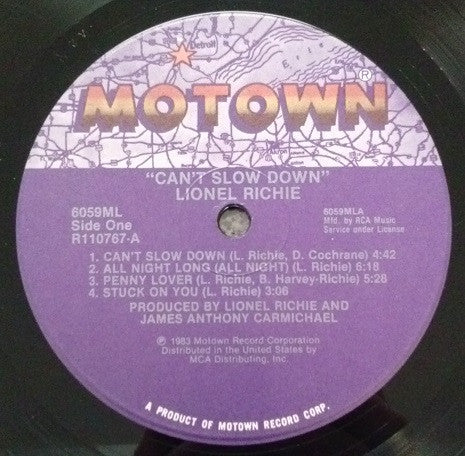 Detroit
Erie
MOTOWN®
"CAN'T SLOW DOWN"
LIONEL RICHIE
6059ML
Side One
R110767-A
6059MLA
Mfd. by RCA Music
Service under License
1. CAN'T SLOW DOWN (L. Richie, D. Cochrane) 4:42
2. ALL NIGHT LONG (ALL NIGHT) (L. Richie) 6:18
3. PENNY LOVER (L. Richie, B. Harvey-Richie) 5:28
4. STUCK ON YOU (L. Richie) 3:06
PRODUCED BY LIONEL RICHIE AND
JAMES ANTHONY CARMICHAEL
℗ 1983 Motown Record Corporation
Distributed in the United States by
MCA Distributing, Inc.
A PRODUCT OF MOTOWN RECORD CORP.